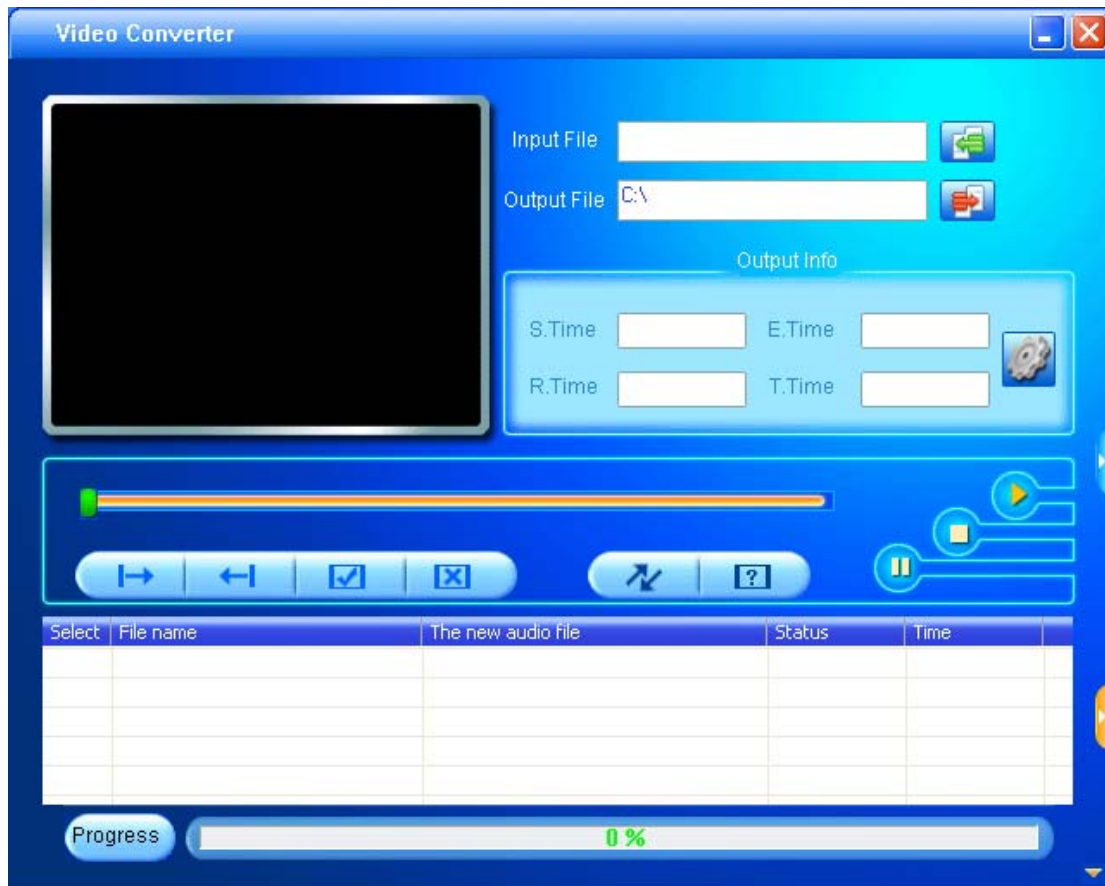 Video Converter
Input File
Output File C:\
Output Info
S.Time E.Time
R.Time T.Time
?
Select File name The new audio file Status Time
Progress 0 %